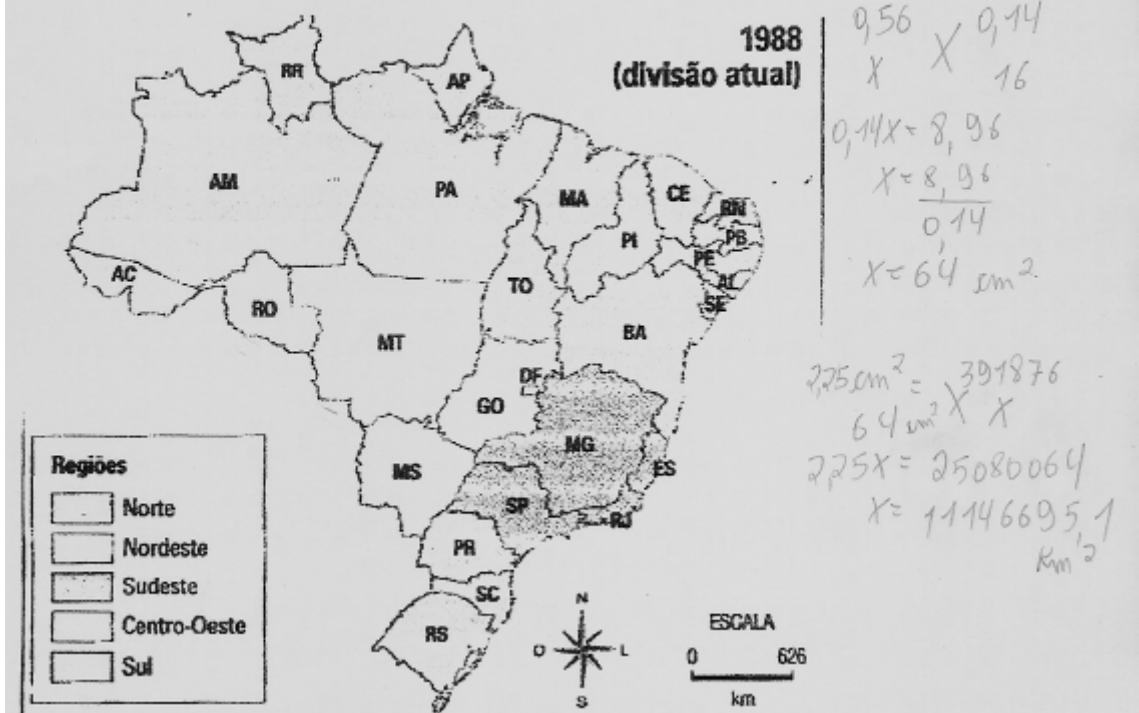 1988
(divisão atual)
RR
AP
AM
PA
MA
CE
RN
PB
PE
AL
SE
PI
AC
RO
TO
BA
MT
DF
GO
MG
ES
MS
SP
RJ
PR
SC
RS
Regiões
Norte
Nordeste
Sudeste
Centro-Oeste
Sul
N
O
L
S
ESCALA
0 626
km
0,56 X 0,14
X 16
0,14X = 8,96
X = 8,96
0,14
X = 64 cm²
2,25cm² = 391876
64 cm² X X
2,25X = 25080064
X = 11146695,1
Km²